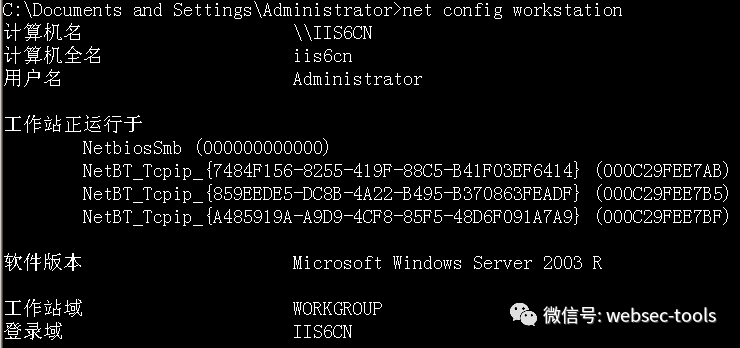 C:\Documents and Settings\Administrator>net config workstation
计算机名 \\IIS6CN
计算机全名 iis6cn
用户名 Administrator
工作站正运行于
NetbiosSmb (000000000000)
NetBT_Tcpip_{7484F156-8255-419F-88C5-B41F03EF6414} (000C29FEE7AB)
NetBT_Tcpip_{859EEDE5-DC8B-4A22-B495-B370863FEADF} (000C29FEE7B5)
NetBT_Tcpip_{A485919A-A9D9-4CF8-85F5-48D6F091A7A9} (000C29FEE7BF)
软件版本 Microsoft Windows Server 2003 R
工作站域 WORKGROUP
登录域 IIS6CN
微信号: websec-tools